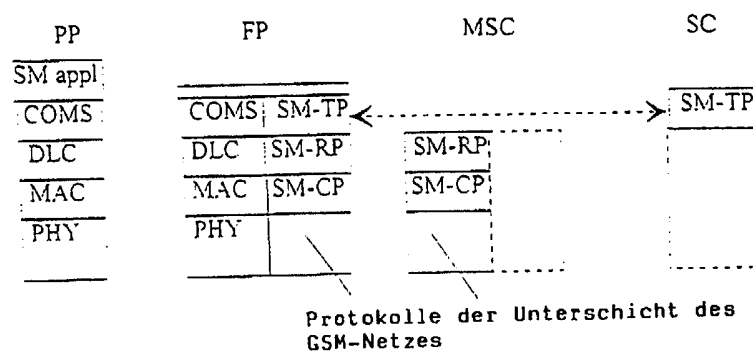 PP FP MSC SC
SM appl
COMS COMS SM-TP SM-TP
DLC DLC SM-RP SM-RP
MAC MAC SM-CP SM-CP
PHY PHY
Protokolle der Unterschicht des
GSM-Netzes